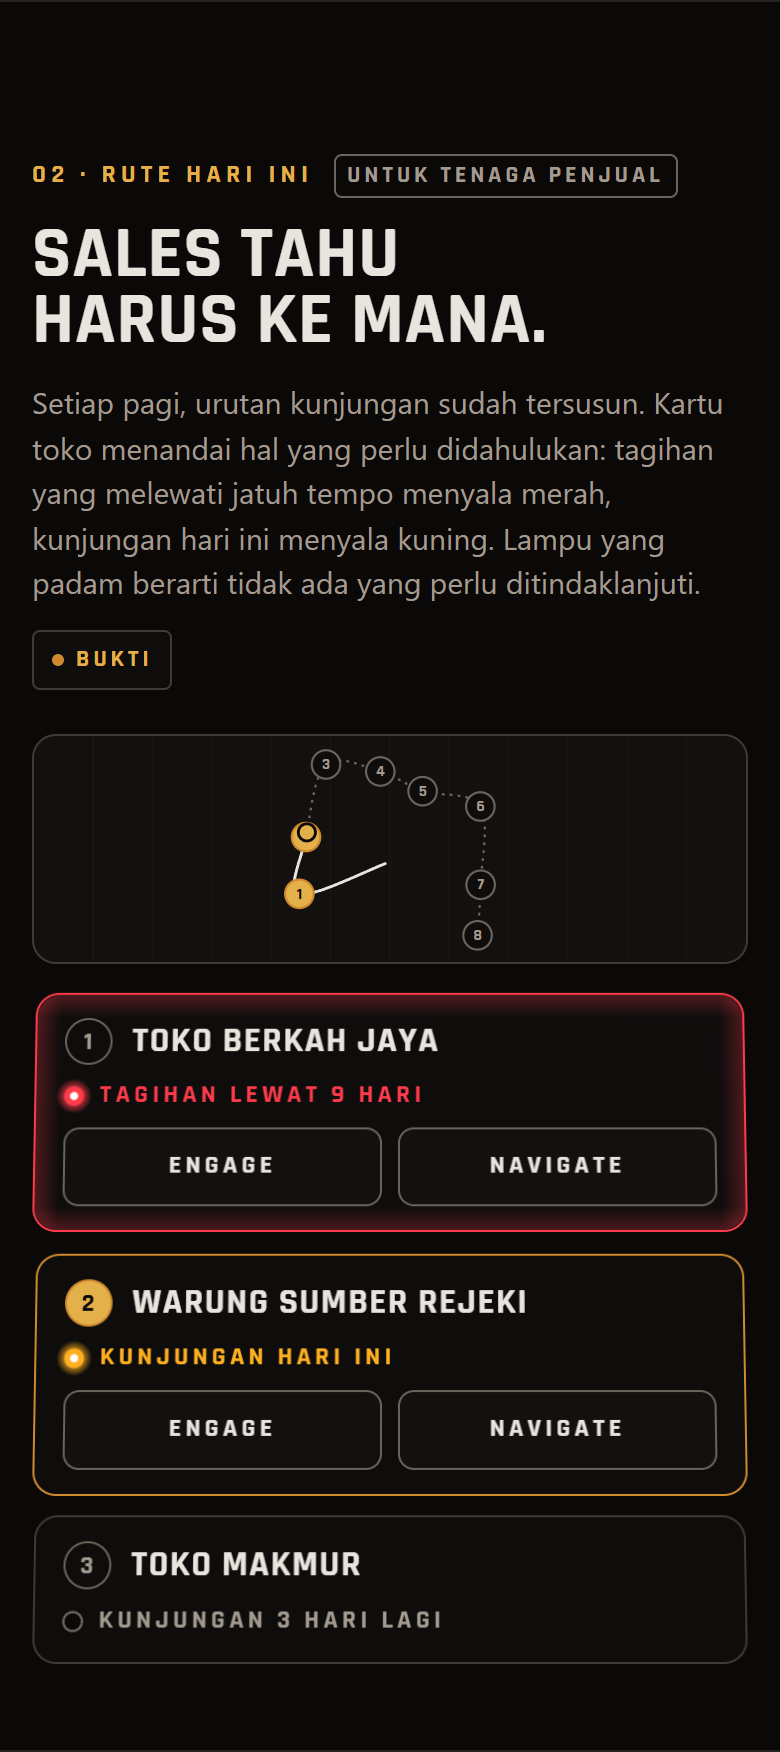 02 · RUTE HARI INI
UNTUK TENAGA PENJUAL
SALES TAHU
HARUS KE MANA.
Setiap pagi, urutan kunjungan sudah tersusun. Kartu
toko menandai hal yang perlu didahulukan: tagihan
yang melewati jatuh tempo menyala merah,
kunjungan hari ini menyala kuning. Lampu yang
padam berarti tidak ada yang perlu ditindaklanjuti.
BUKTI
3
4
5
6
1
7
8
1 TOKO BERKAH JAYA
TAGIHAN LEWAT 9 HARI
ENGAGE
NAVIGATE
2 WARUNG SUMBER REJEKI
KUNJUNGAN HARI INI
ENGAGE
NAVIGATE
3 TOKO MAKMUR
KUNJUNGAN 3 HARI LAGI